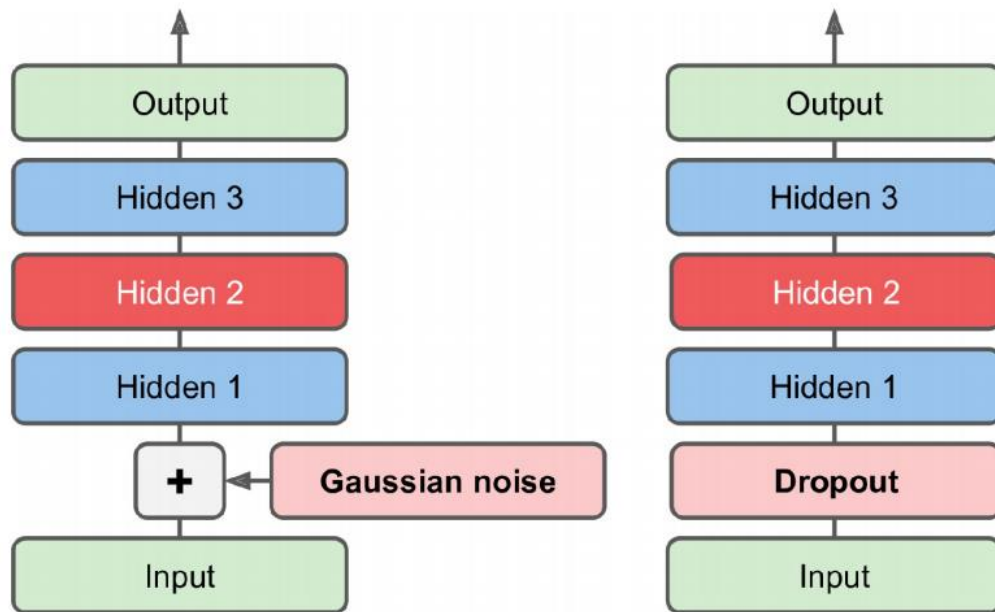 Output
Hidden 3
Hidden 2
Hidden 1
+
Gaussian noise
Input
Output
Hidden 3
Hidden 2
Hidden 1
Dropout
Input